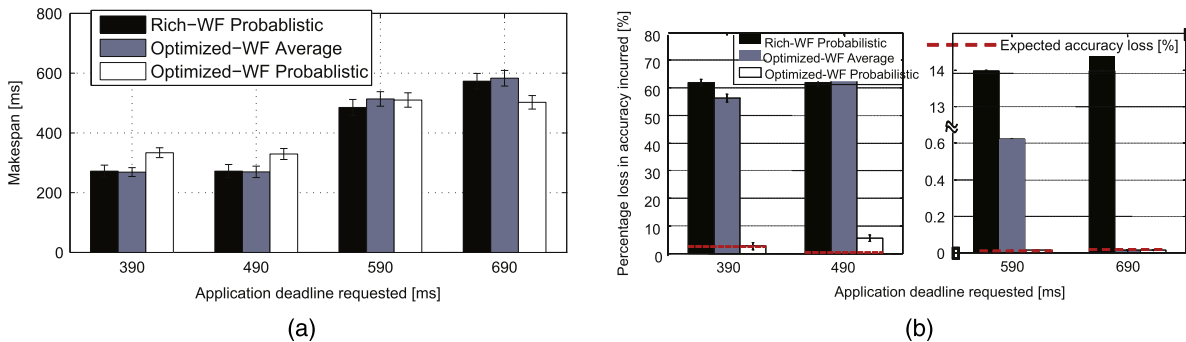 800
600
400
200
0
Makespan [ms]
Rich−WF Probablistic
Optimized−WF Average
Optimized−WF Probablistic
390
490
590
690
Application deadline requested [ms]
(a)
Percentage loss in accuracy incurred [%]
80
70
60
50
40
30
20
10
0
Rich-WF Probabilistic
Optimized-WF Average
Optimized-WF Probabilistic
Expected accuracy loss [%]
14
13
0.6
0.4
0.2
0
390
490
590
690
Application deadline requested [ms]
(b)